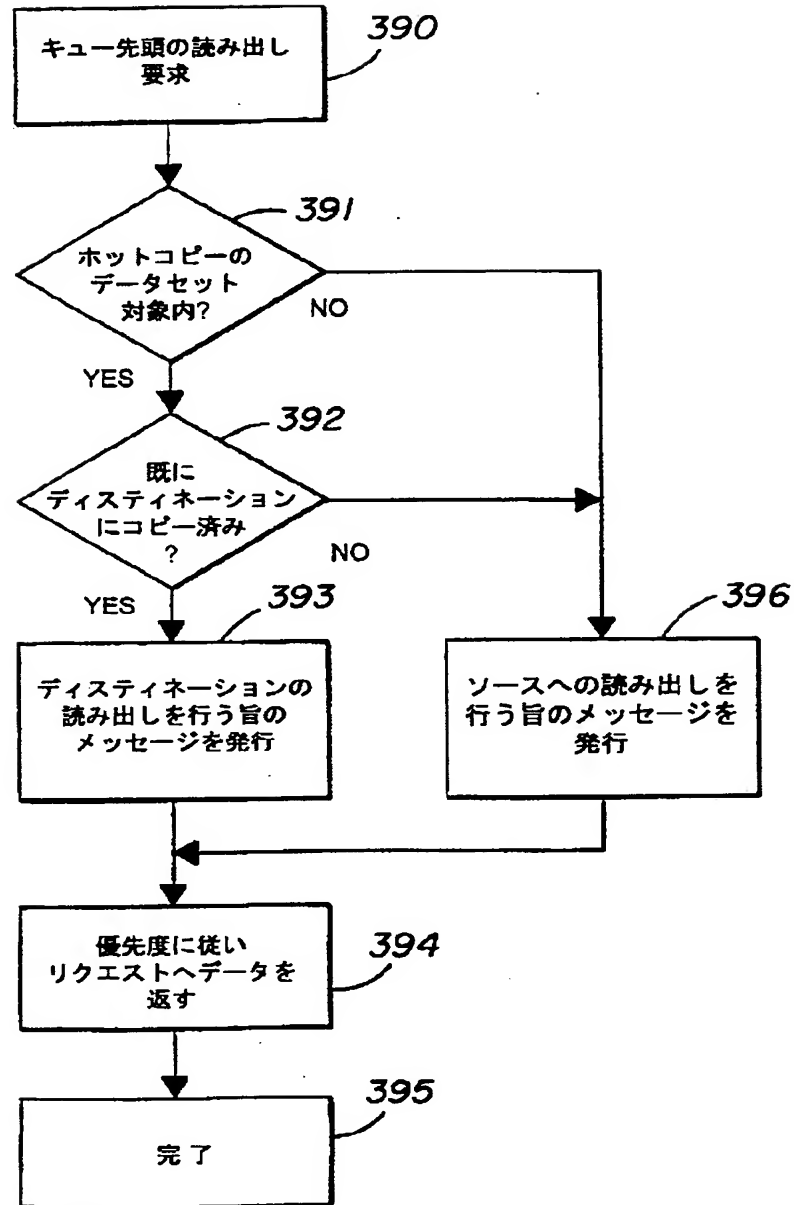 キュー先頭の読み出し
要求
390
391
ホットコピーの
データセット
対象内?
NO
YES
392
既に
ディスティネーション
にコピー済み
?
NO
YES
393
ディスティネーションの
読み出しを行う旨の
メッセージを発行
396
ソースへの読み出しを
行う旨のメッセージを
発行
優先度に従い
リクエストへデータを
返す
394
395
完了